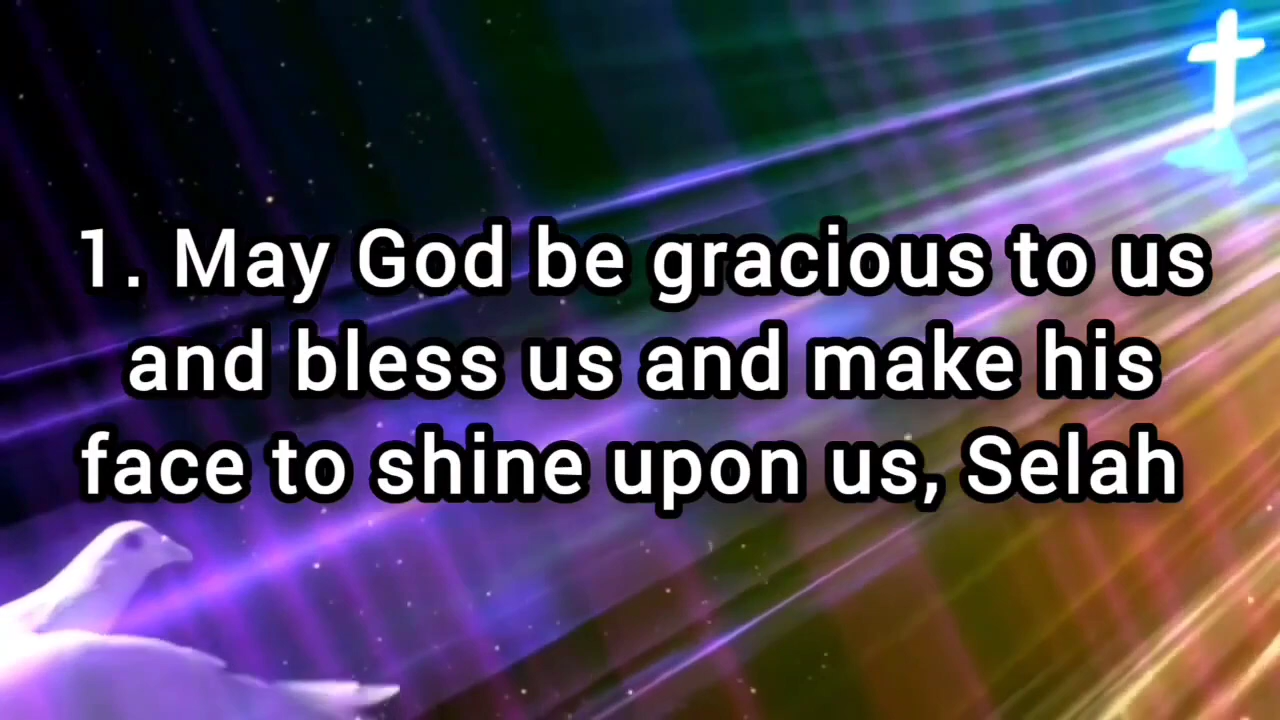 1. May God be gracious to us
and bless us and make his
face to shine upon us, Selah